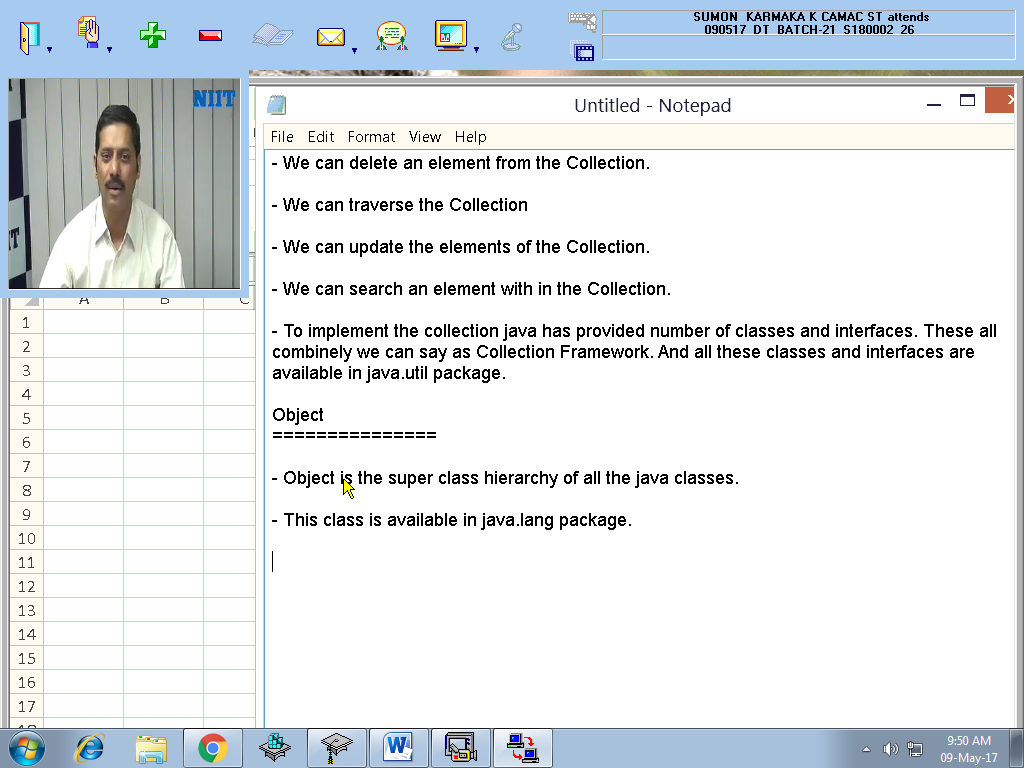 SUMON KARMAKA K CAMAC ST attends
090517 DT BATCH-21 S180002 26
NIIT
Untitled - Notepad
File Edit Format View Help
- We can delete an element from the Collection.
- We can traverse the Collection
- We can update the elements of the Collection.
- We can search an element with in the Collection.
- To implement the collection java has provided number of classes and interfaces. These all
combinely we can say as Collection Framework. And all these classes and interfaces are
available in java.util package.
Object
===============
- Object is the super class hierarchy of all the java classes.
- This class is available in java.lang package.
A B C
1
2
3
4
5
6
7
8
9
10
11
12
13
14
15
16
17
9:50 AM
09-May-17